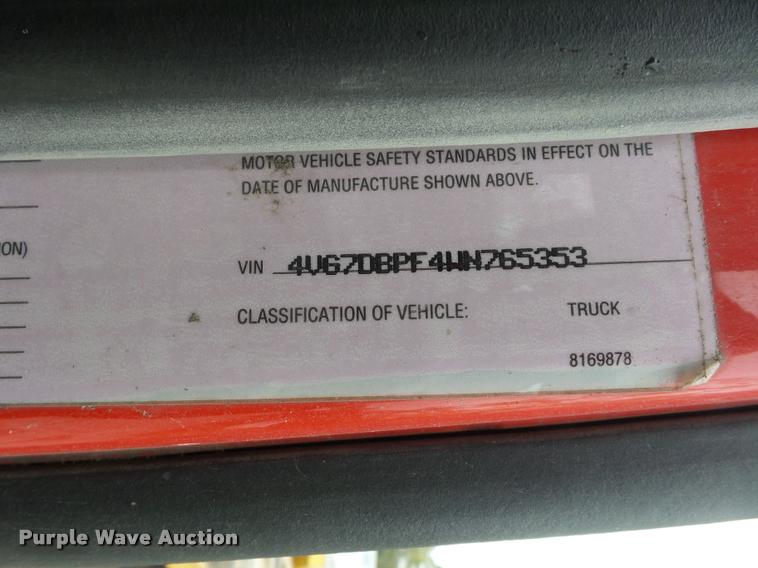 MOTOR VEHICLE SAFETY STANDARDS IN EFFECT ON THE
DATE OF MANUFACTURE SHOWN ABOVE.
ON)
VIN 4V67DBPF4WN765353
CLASSIFICATION OF VEHICLE: TRUCK
8169878
Purple Wave Auction